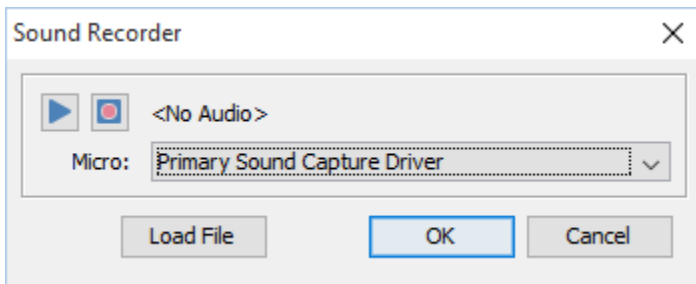 Sound Recorder
<No Audio>
Micro: Primary Sound Capture Driver
Load File OK Cancel